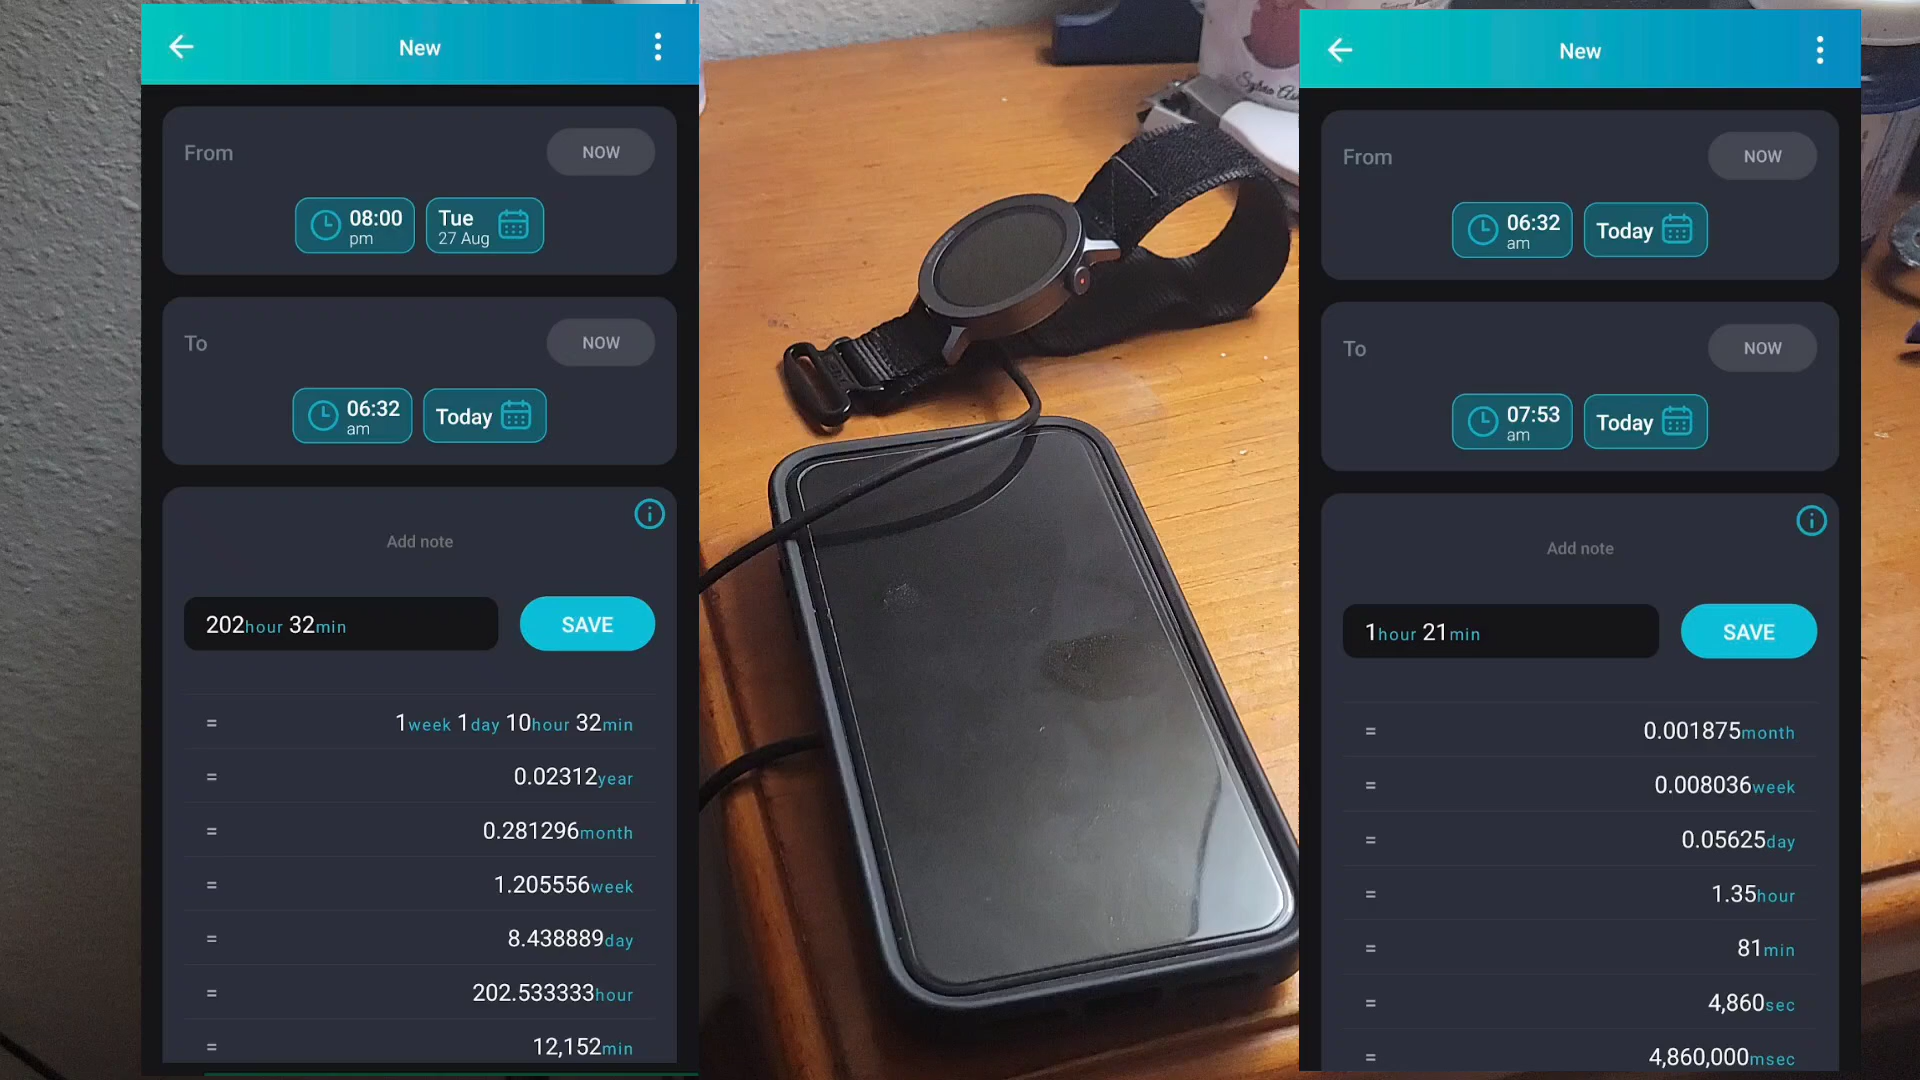 New
From
NOW
08:00
pm
Tue
27 Aug
To
NOW
06:32
am
Today
Add note
202hour 32min
SAVE
= 1week 1day 10hour 32min
= 0.02312year
= 0.281296month
= 1.205556week
= 8.438889day
= 202.533333hour
= 12,152min
New
From
NOW
06:32
am
Today
To
NOW
07:53
am
Today
Add note
1hour 21min
SAVE
= 0.001875month
= 0.008036week
= 0.05625day
= 1.35hour
= 81min
= 4,860sec
= 4,860,000msec